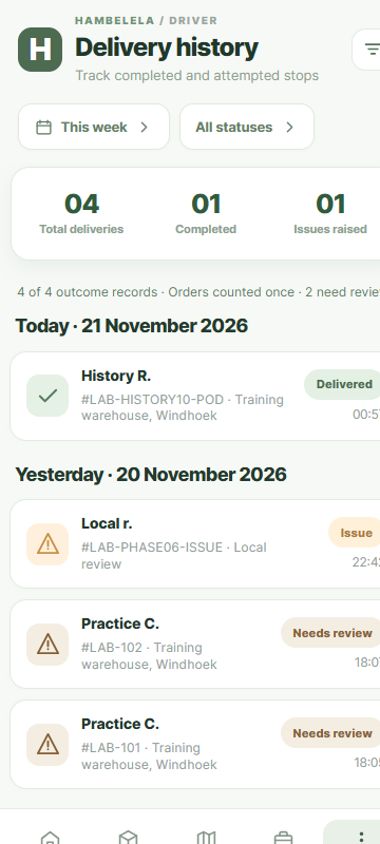 HAMBELELA / DRIVER
H
Delivery history
Track completed and attempted stops
This week
All statuses
04
01
01
Total deliveries
Completed
Issues raised
4 of 4 outcome records · Orders counted once · 2 need
Today · 21 November 2026
History R.
Delivered
#LAB-HISTORY10-POD · Training
warehouse, Windhoek
Yesterday · 20 November 2026
Local r.
Issue
#LAB-PHASE06-ISSUE · Local
review
Practice C.
Needs review
#LAB-102 · Training
warehouse, Windhoek
Practice C.
Needs review
#LAB-101 · Training
warehouse, Windhoek